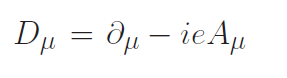 D_μ = ∂_μ − ieA_μ